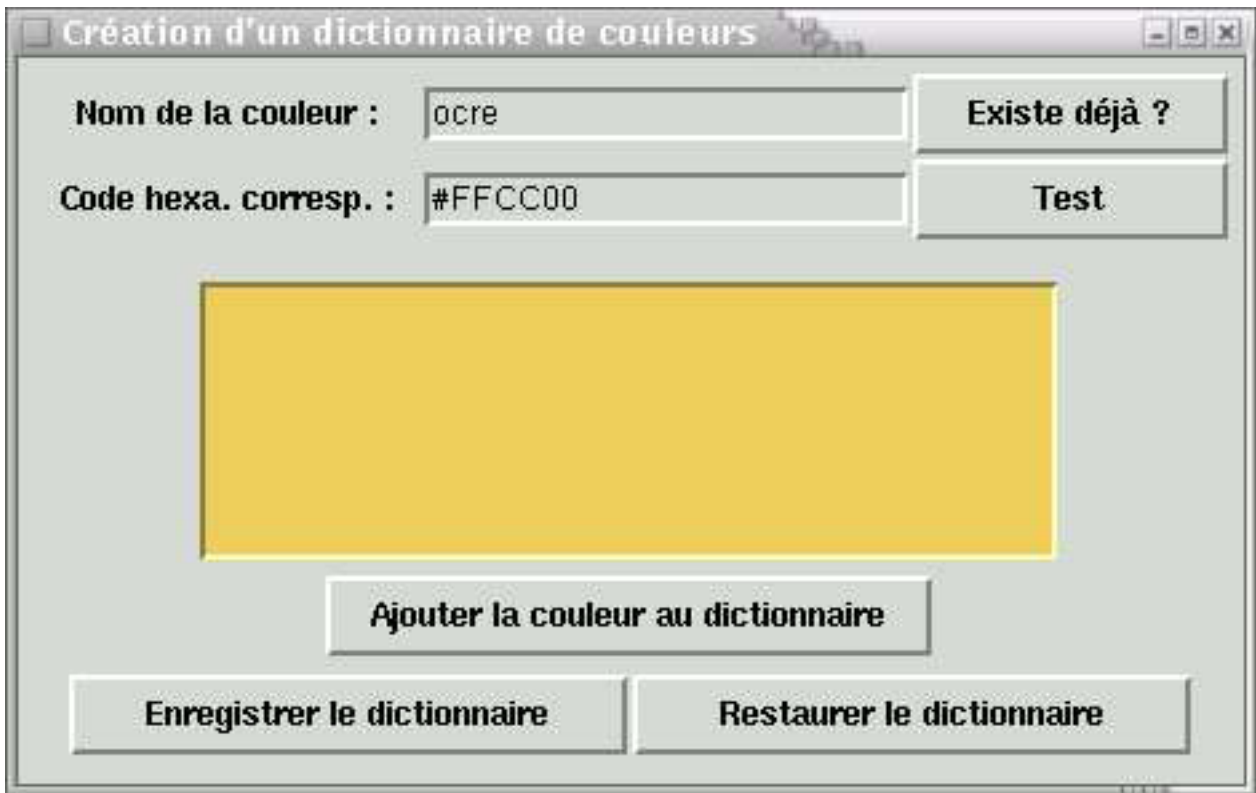 Création d'un dictionnaire de couleurs
Nom de la couleur : ocre Existe déjà ?
Code hexa. corresp. : #FFCC00 Test
Ajouter la couleur au dictionnaire
Enregistrer le dictionnaire Restaurer le dictionnaire